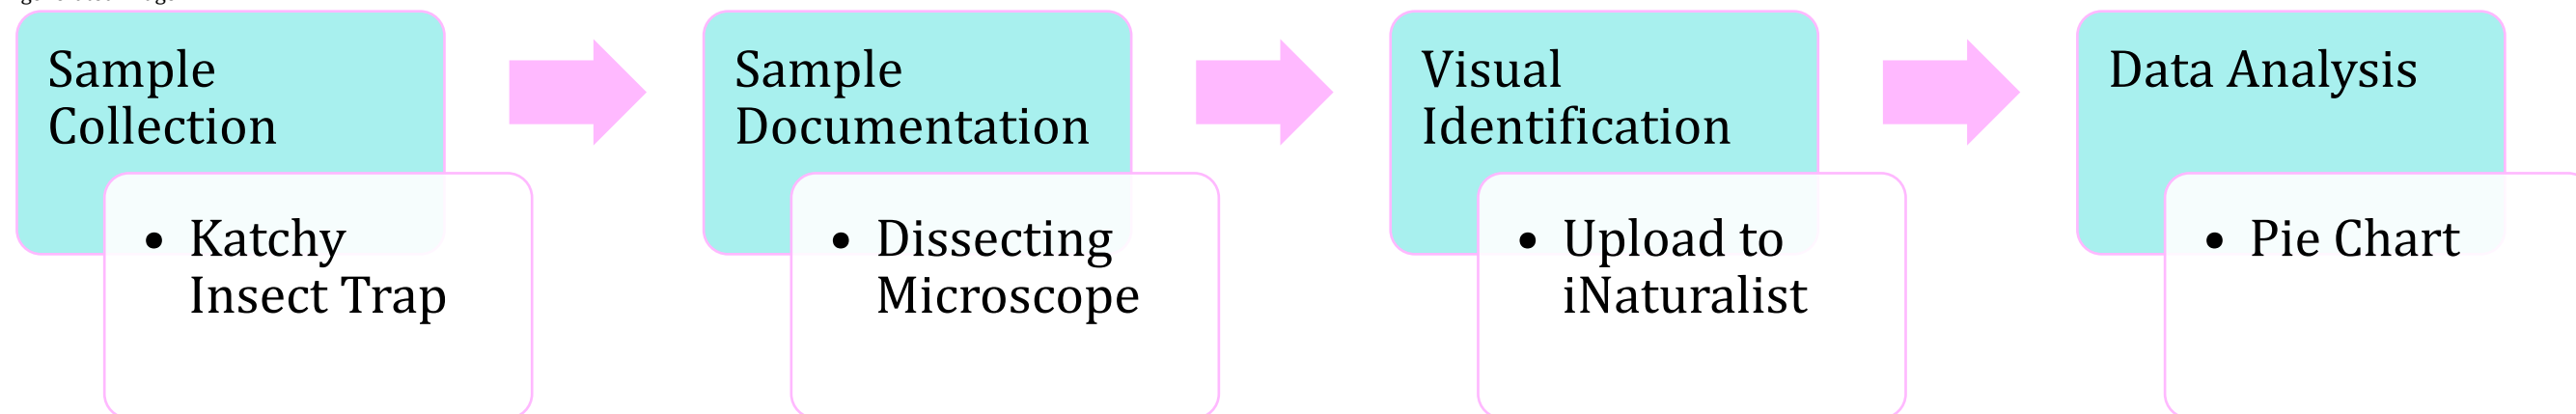 Sample
Collection
• Katchy
Insect Trap
Sample
Documentation
• Dissecting
Microscope
Visual
Identification
• Upload to
iNaturalist
Data Analysis
• Pie Chart